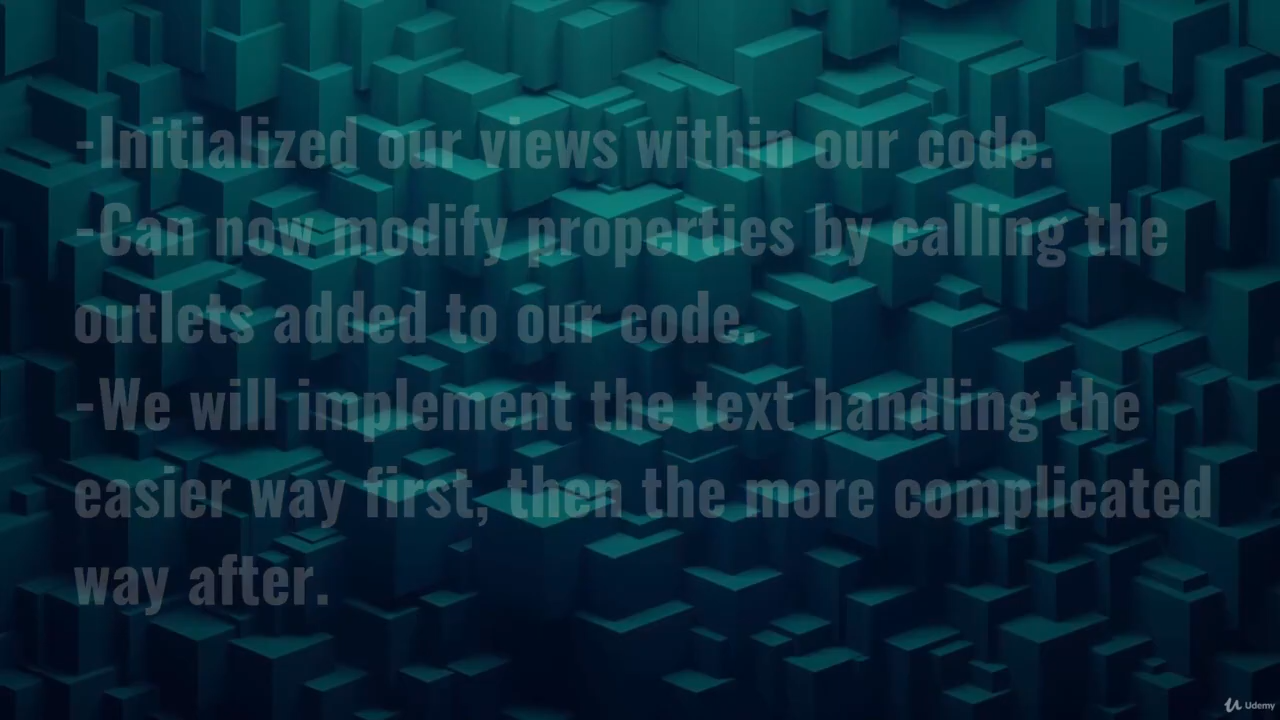 -Initialized our views within our code.
-Can now modify properties by calling the
outlets added to our code.
-We will implement the text handling the
easier way first, then the more complicated
way after.
Udemy